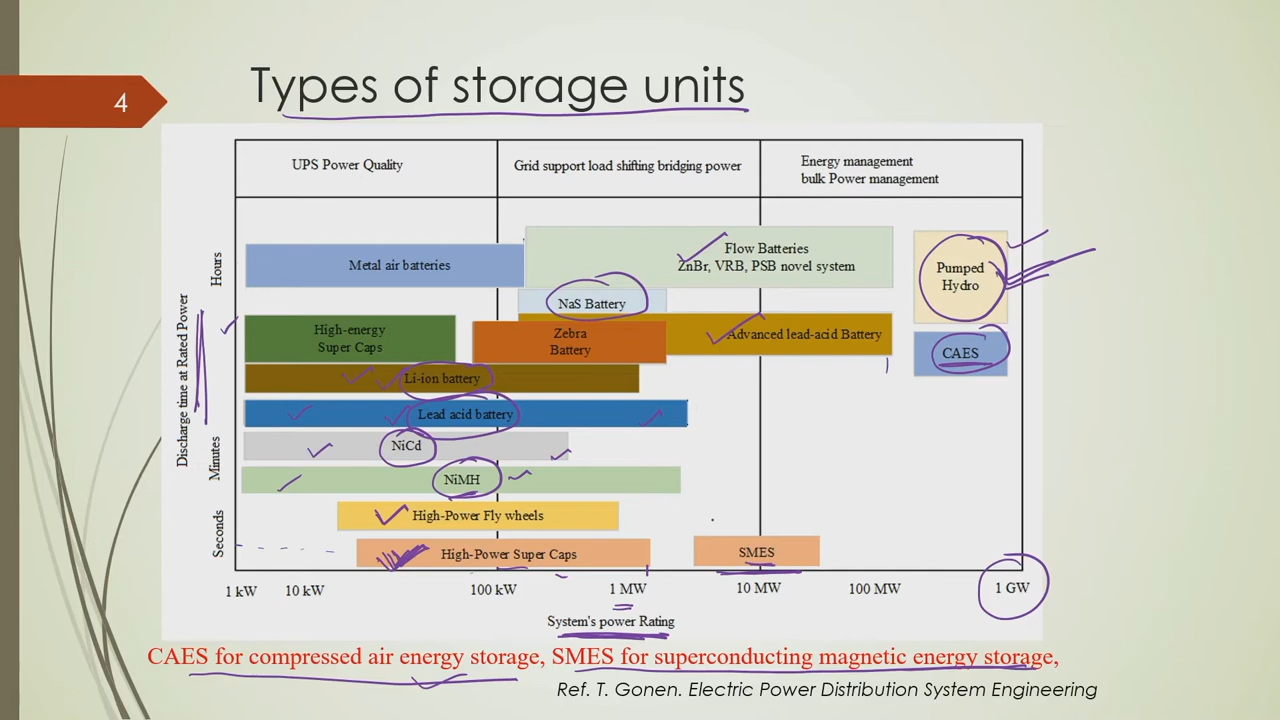 4
Types of storage units
UPS Power Quality
Grid support load shifting bridging power
Energy management
bulk Power management
Discharge time at Rated Power
Hours
Minutes
Seconds
Metal air batteries
Flow Batteries
ZnBr, VRB, PSB novel system
Pumped
Hydro
NaS Battery
High-energy
Super Caps
Zebra
Battery
Advanced lead-acid Battery
CAES
Li-ion battery
Lead acid battery
NiCd
NiMH
High-Power Fly wheels
High-Power Super Caps
SMES
1 kW
10 kW
100 kW
1 MW
10 MW
100 MW
1 GW
System's power Rating
CAES for compressed air energy storage, SMES for superconducting magnetic energy storage,
Ref. T. Gonen. Electric Power Distribution System Engineering